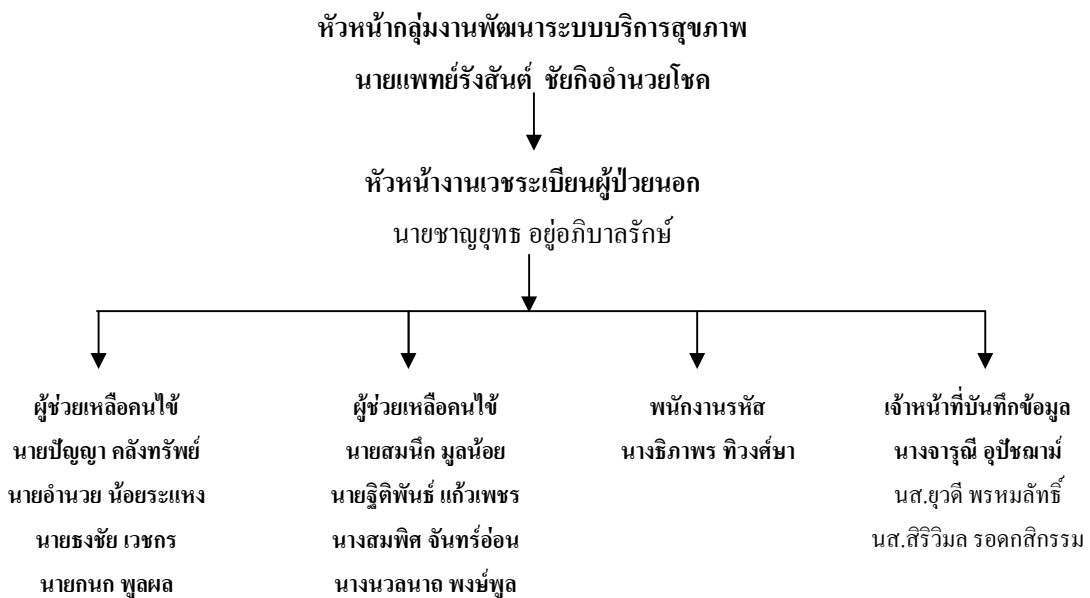 หัวหน้ากลุ่มงานพัฒนาระบบบริการสุขภาพ
นายแพทย์รังสันต์ ชัยกิจอำนวยโชค
หัวหน้างานเวชระเบียนผู้ป่วยนอก
นายชาญยุทธ อยู่อภิบาลรักษ์
ผู้ช่วยเหลือคนไข้
นายปัญญา คลังทรัพย์
นายอำนวย น้อยระแหง
นายธงชัย เวชกร
นายกนก พูลผล
ผู้ช่วยเหลือคนไข้
นายสมนึก มูลน้อย
นายฐิติพันธ์ แก้วเพชร
นางสมพิศ จันทร์อ่อน
นางนวลนาถ พงษ์พูล
พนักงานรหัส
นางธิภาพร ทิวงศ์ษา
เจ้าหน้าที่บันทึกข้อมูล
นางจารุณี อุปัชฌาม์
นส.ยุวดี พรหมลัทธิ์
นส.สิริวิมล รอดกสิกรรม